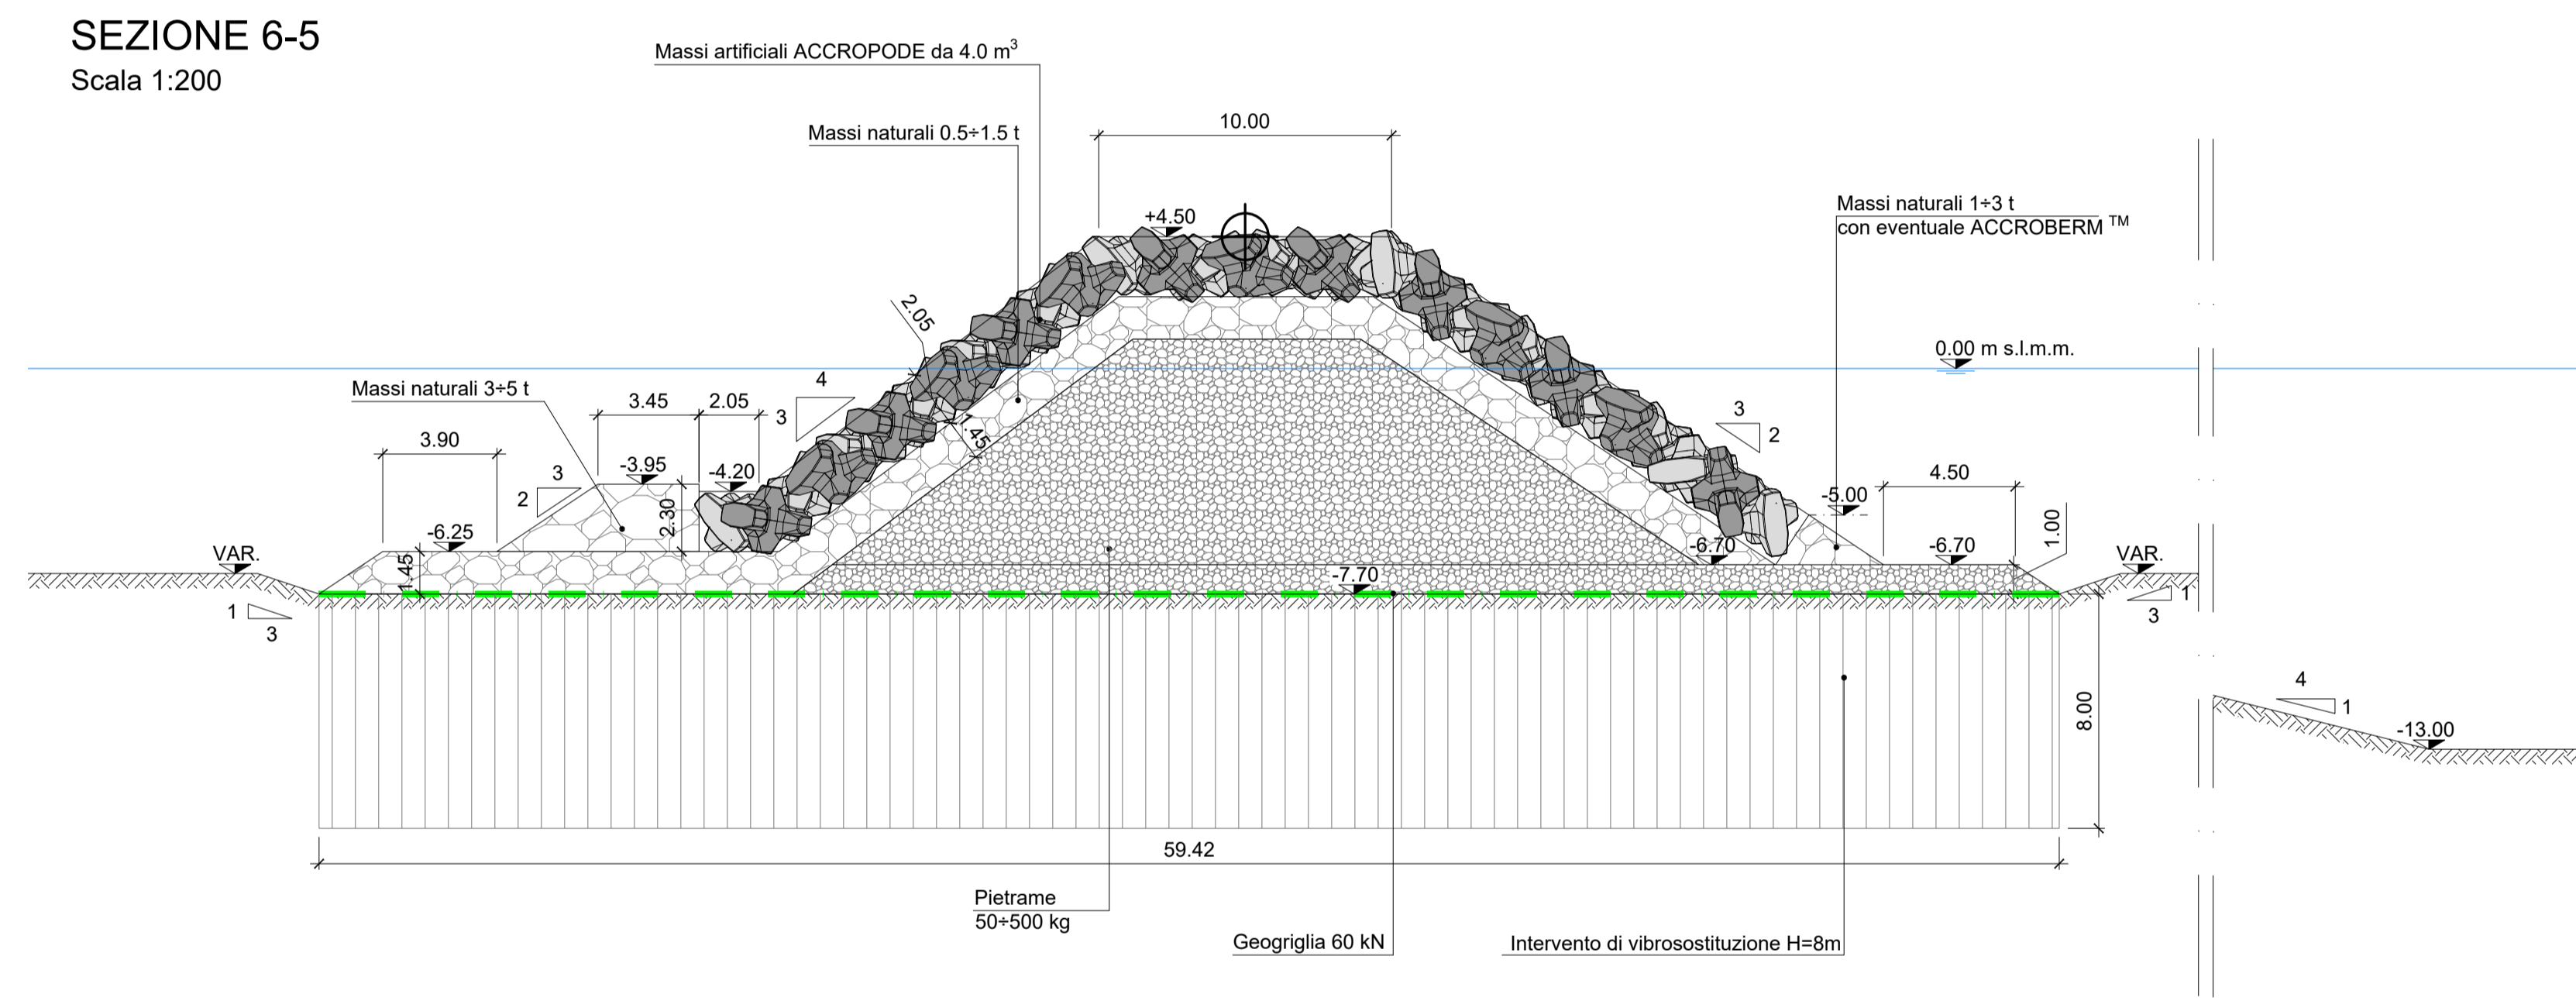 SEZIONE 6-5
Scala 1:200
Massi artificiali ACCROPODE da 4.0 m³
Massi naturali 0.5÷1.5 t
10.00
+4.50
Massi naturali 1÷3 t
con eventuale ACCROBERM ™
2.05
0.00 m s.l.m.m.
Massi naturali 3÷5 t
4
3
3.45
2.05
3
2
3.90
1.45
-3.95
-4.20
3
2
2.30
4.50
-5.00
1.00
-6.25
-6.70
-6.70
VAR.
VAR.
1.45
-7.70
1
3
1
3
8.00
4
1
-13.00
59.42
Pietrame
50÷500 kg
Geogriglia 60 kN
Intervento di vibrosostituzione H=8m